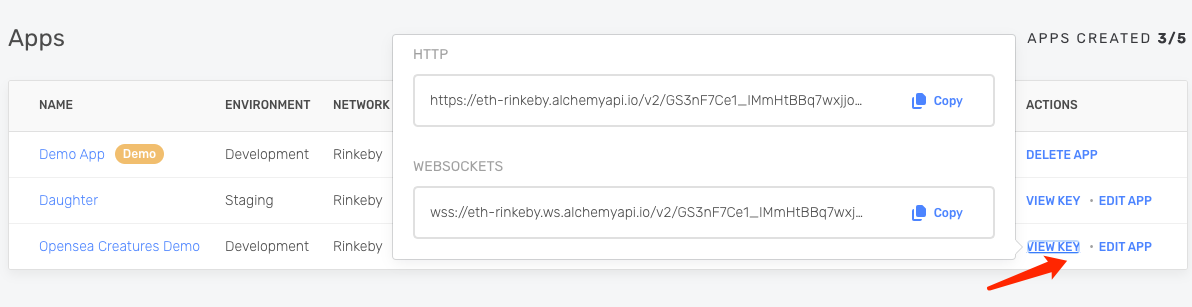 Apps
APPS CREATED 3/5
NAME ENVIRONMENT NETWORK ACTIONS
Demo App Demo Development Rinkeby DELETE APP
Daughter Staging Rinkeby VIEW KEY • EDIT APP
Opensea Creatures Demo Development Rinkeby VIEW KEY • EDIT APP
HTTP
https://eth-rinkeby.alchemyapi.io/v2/GS3nF7Ce1_IMmHtBBq7wxjjo... Copy
WEBSOCKETS
wss://eth-rinkeby.ws.alchemyapi.io/v2/GS3nF7Ce1_IMmHtBBq7wxj... Copy